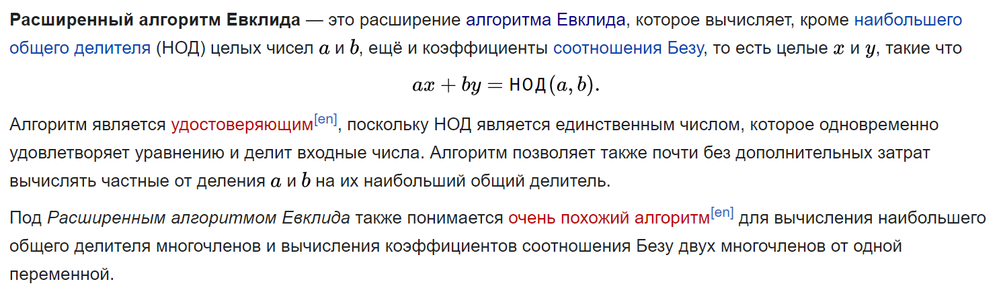 Расширенный алгоритм Евклида — это расширение алгоритма Евклида, которое вычисляет, кроме наибольшего
общего делителя (НОД) целых чисел a и b, ещё и коэффициенты соотношения Безу, то есть целые x и y, такие что
ax + by = НОД(a, b).
Алгоритм является удостоверяющим[en], поскольку НОД является единственным числом, которое одновременно
удовлетворяет уравнению и делит входные числа. Алгоритм позволяет также почти без дополнительных затрат
вычислять частные от деления a и b на их наибольший общий делитель.
Под Расширенным алгоритмом Евклида также понимается очень похожий алгоритм[en] для вычисления наибольшего
общего делителя многочленов и вычисления коэффициентов соотношения Безу двух многочленов от одной
переменной.